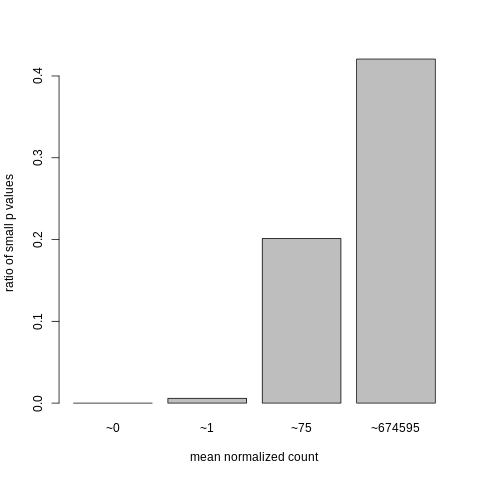 ratio of small p values
0.4
0.3
0.2
0.1
0.0
~0 ~1 ~75 ~674595
mean normalized count